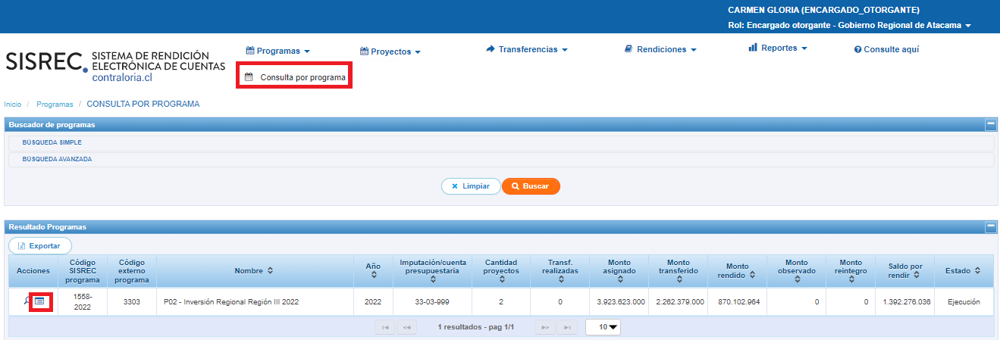 CARMEN GLORIA (ENCARGADO_OTORGANTE)
Rol: Encargado otorgante - Gobierno Regional de Atacama
SISREC. SISTEMA DE RENDICIÓN
ELECTRÓNICA DE CUENTAS
contraloria.cl
Programas Proyectos Transferencias Rendiciones Reportes Consulte aquí
Consulta por programa
Inicio / Programas / CONSULTA POR PROGRAMA
Buscador de programas
BÚSQUEDA SIMPLE
BÚSQUEDA AVANZADA
Limpiar Buscar
Resultado Programas
Exportar
Acciones Código SISREC programa Código externo programa Nombre Año Imputación/cuenta presupuestaria Cantidad proyectos Transf. realizadas Monto asignado Monto transferido Monto rendido Monto observado Monto reintegro Saldo por rendir Estado
1558-2022 3303 P02 - Inversión Regional Región III 2022 2022 33-03-999 2 0 3.923.623.000 2.262.379.000 870.102.964 0 0 1.392.276.036 Ejecución
1 resultados - pag 1/1 10